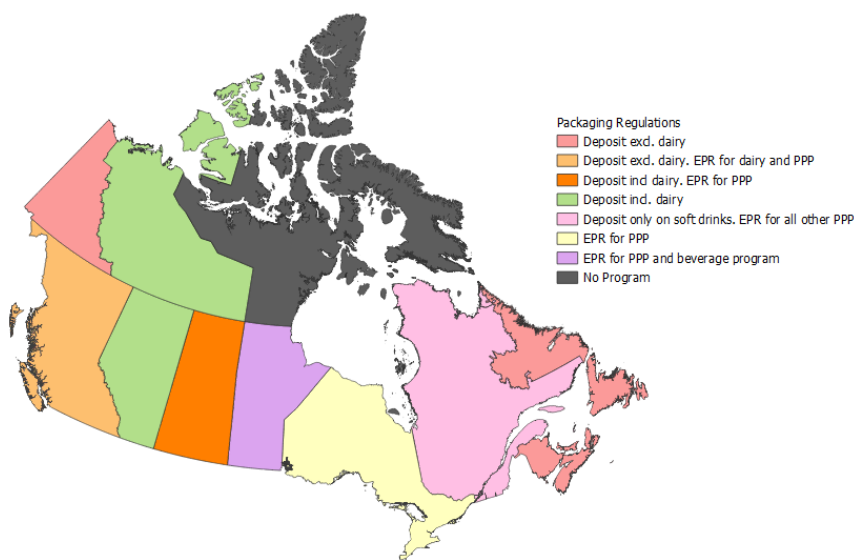 Packaging Regulations
Deposit excl. dairy
Deposit excl. dairy. EPR for dairy and PPP
Deposit incl dairy. EPR for PPP
Deposit incl. dairy
Deposit only on soft drinks. EPR for all other PPP
EPR for PPP
EPR for PPP and beverage program
No Program